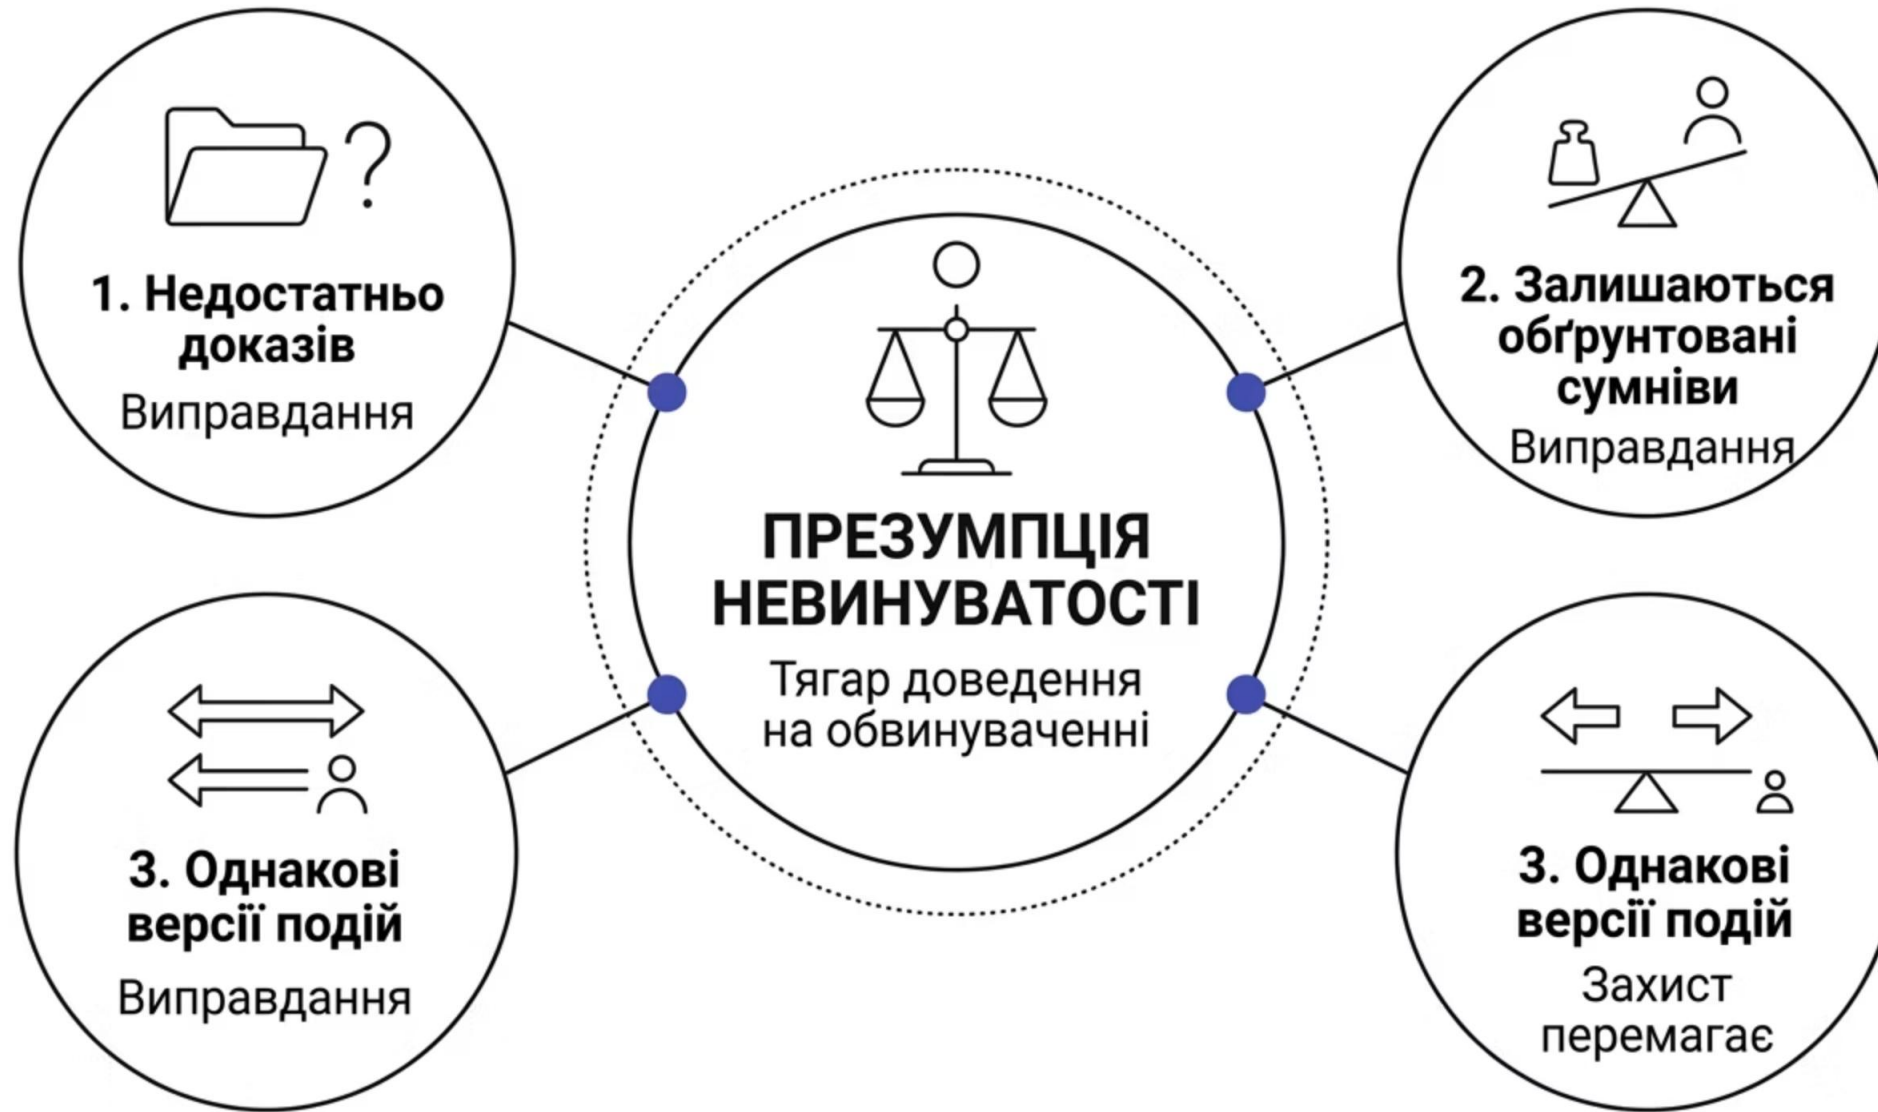 1. Недостатньо
доказів
Виправдання
2. Залишаються
обґрунтовані
сумніви
Виправдання
ПРЕЗУМПЦІЯ
НЕВИНУВАТОСТІ
Тягар доведення
на обвинуваченні
3. Однакові
версії подій
Виправдання
3. Однакові
версії подій
Захист
перемагає